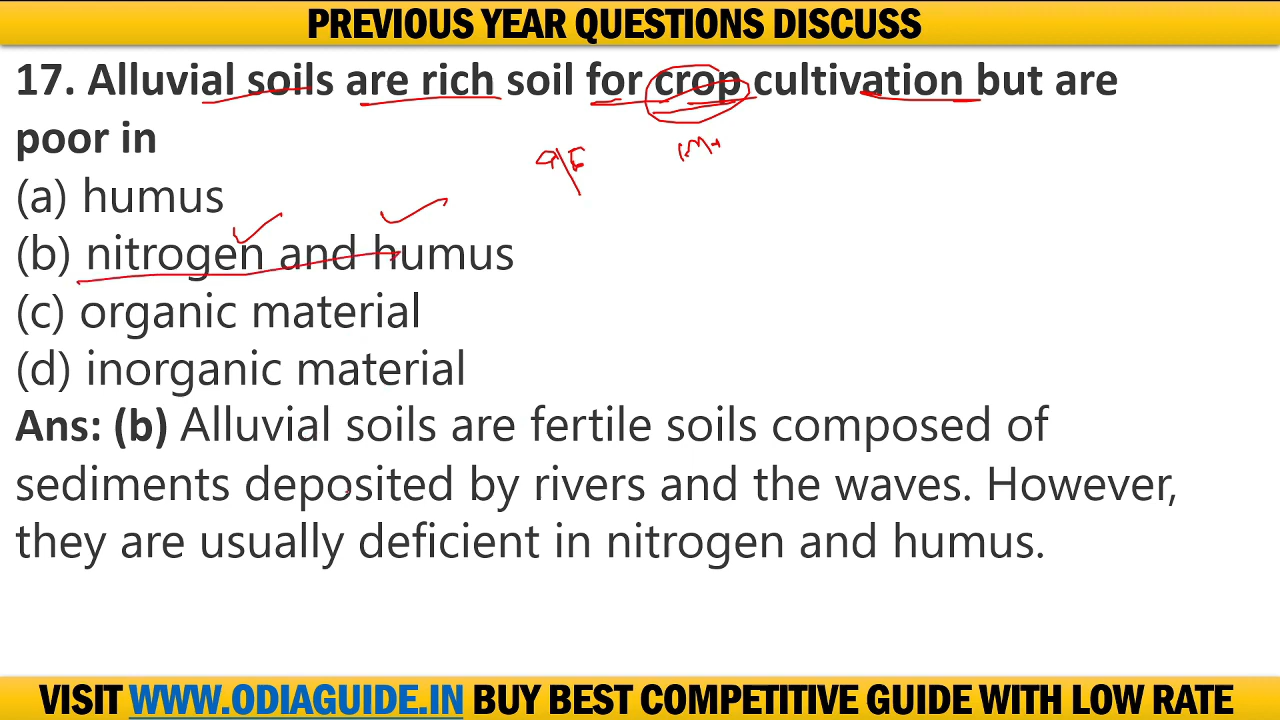 PREVIOUS YEAR QUESTIONS DISCUSS
17. Alluvial soils are rich soil for crop cultivation but are
poor in
(a) humus
(b) nitrogen and humus
(c) organic material
(d) inorganic material
Ans: (b) Alluvial soils are fertile soils composed of
sediments deposited by rivers and the waves. However,
they are usually deficient in nitrogen and humus.
VISIT WWW.ODIAGUIDE.IN BUY BEST COMPETITIVE GUIDE WITH LOW RATE